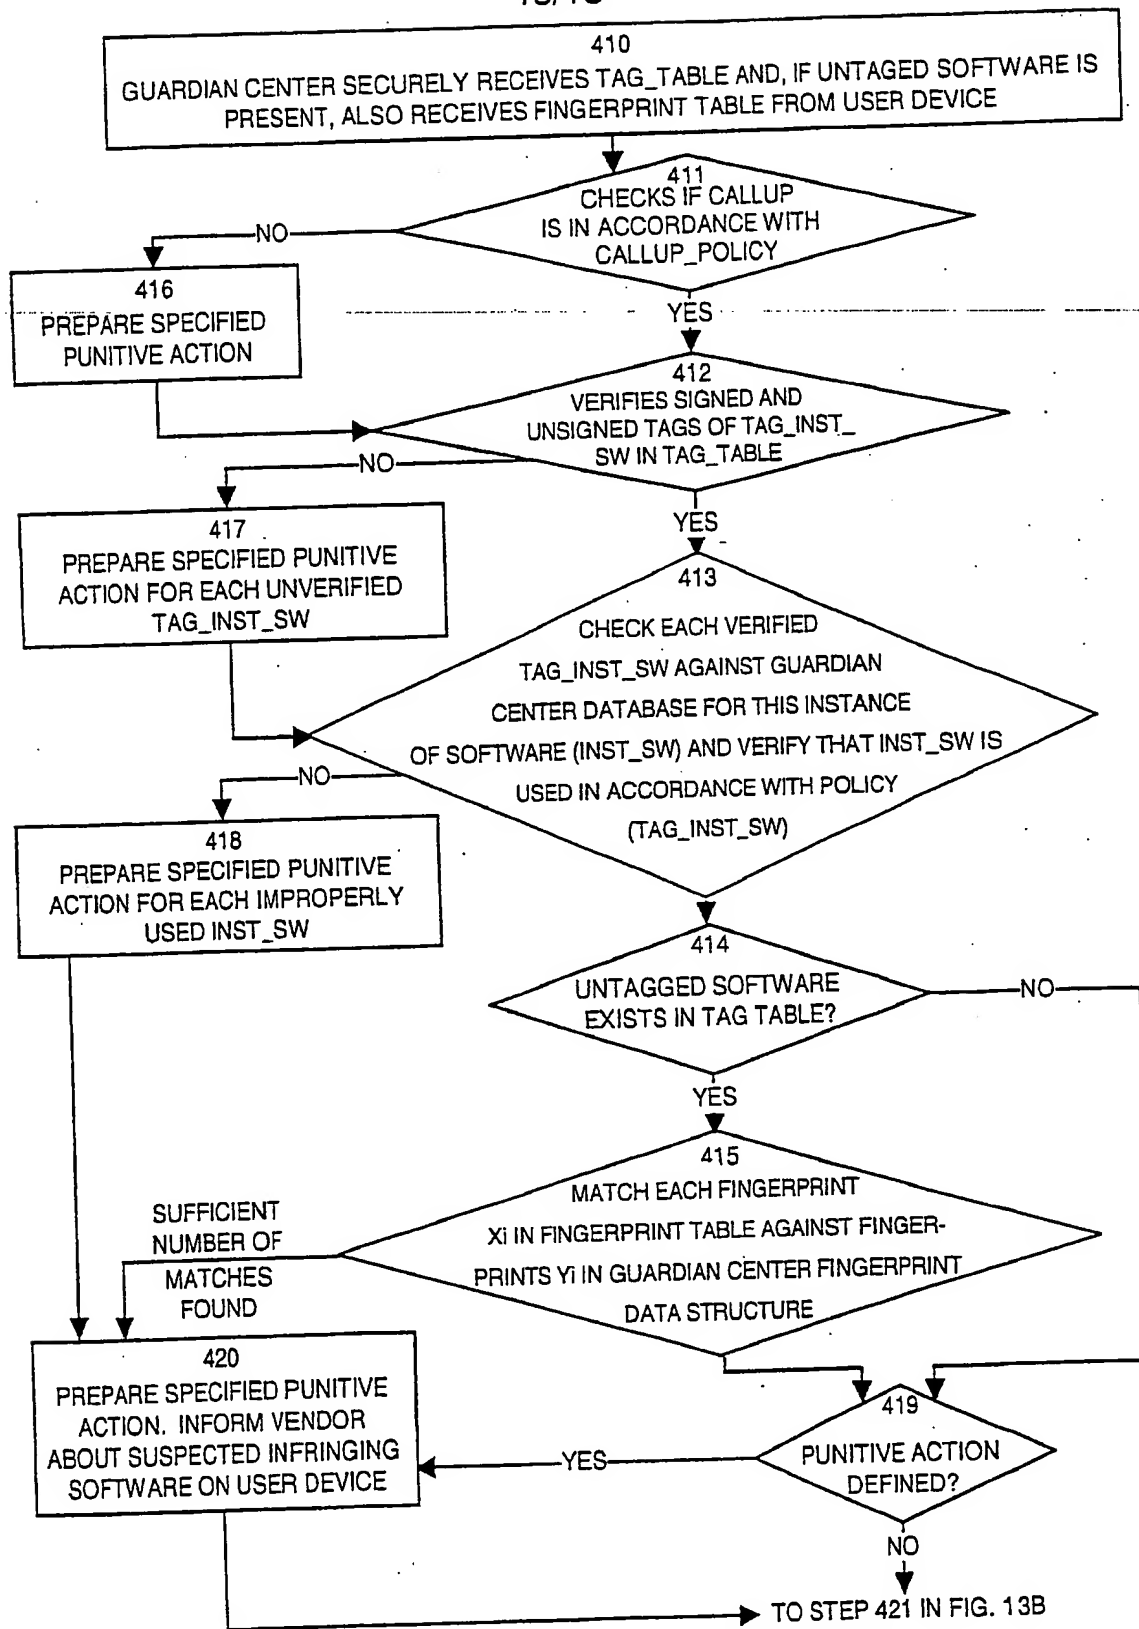 410
GUARDIAN CENTER SECURELY RECEIVES TAG_TABLE AND, IF UNTAGED SOFTWARE IS
PRESENT, ALSO RECEIVES FINGERPRINT TABLE FROM USER DEVICE
411
CHECKS IF CALLUP
IS IN ACCORDANCE WITH
CALLUP_POLICY
NO
YES
416
PREPARE SPECIFIED
PUNITIVE ACTION
412
VERIFIES SIGNED AND
UNSIGNED TAGS OF TAG_INST_
SW IN TAG_TABLE
NO
YES
417
PREPARE SPECIFIED PUNITIVE
ACTION FOR EACH UNVERIFIED
TAG_INST_SW
413
CHECK EACH VERIFIED
TAG_INST_SW AGAINST GUARDIAN
CENTER DATABASE FOR THIS INSTANCE
OF SOFTWARE (INST_SW) AND VERIFY THAT INST_SW IS
USED IN ACCORDANCE WITH POLICY
(TAG_INST_SW)
NO
418
PREPARE SPECIFIED PUNITIVE
ACTION FOR EACH IMPROPERLY
USED INST_SW
414
UNTAGGED SOFTWARE
EXISTS IN TAG TABLE?
NO
YES
415
MATCH EACH FINGERPRINT
Xi IN FINGERPRINT TABLE AGAINST FINGER-
PRINTS Yi IN GUARDIAN CENTER FINGERPRINT
DATA STRUCTURE
SUFFICIENT
NUMBER OF
MATCHES
FOUND
420
PREPARE SPECIFIED PUNITIVE
ACTION. INFORM VENDOR
ABOUT SUSPECTED INFRINGING
SOFTWARE ON USER DEVICE
419
PUNITIVE ACTION
DEFINED?
YES
NO
TO STEP 421 IN FIG. 13B